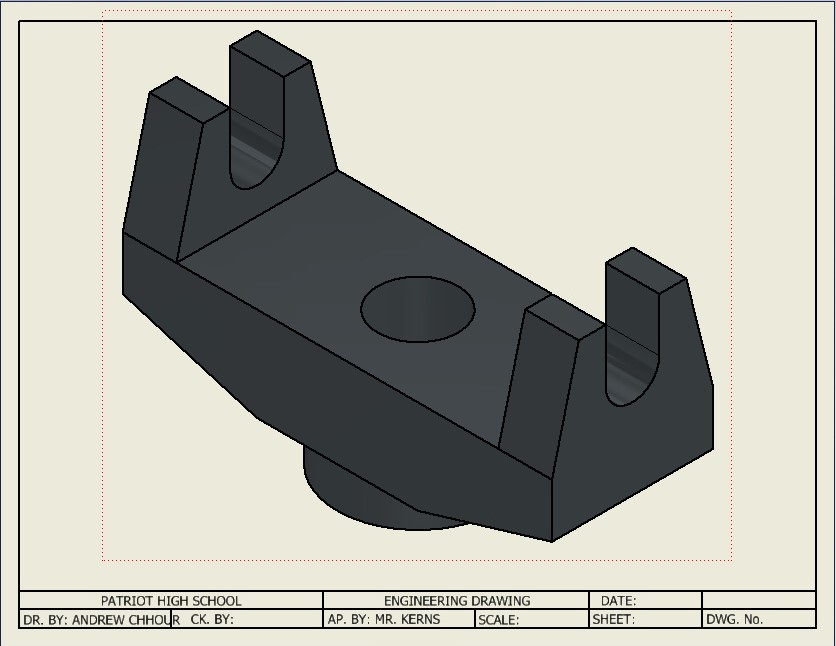 PATRIOT HIGH SCHOOL ENGINEERING DRAWING DATE:
DR. BY: ANDREW CHHOUR CK. BY: AP. BY: MR. KERNS SCALE: SHEET: DWG. No.